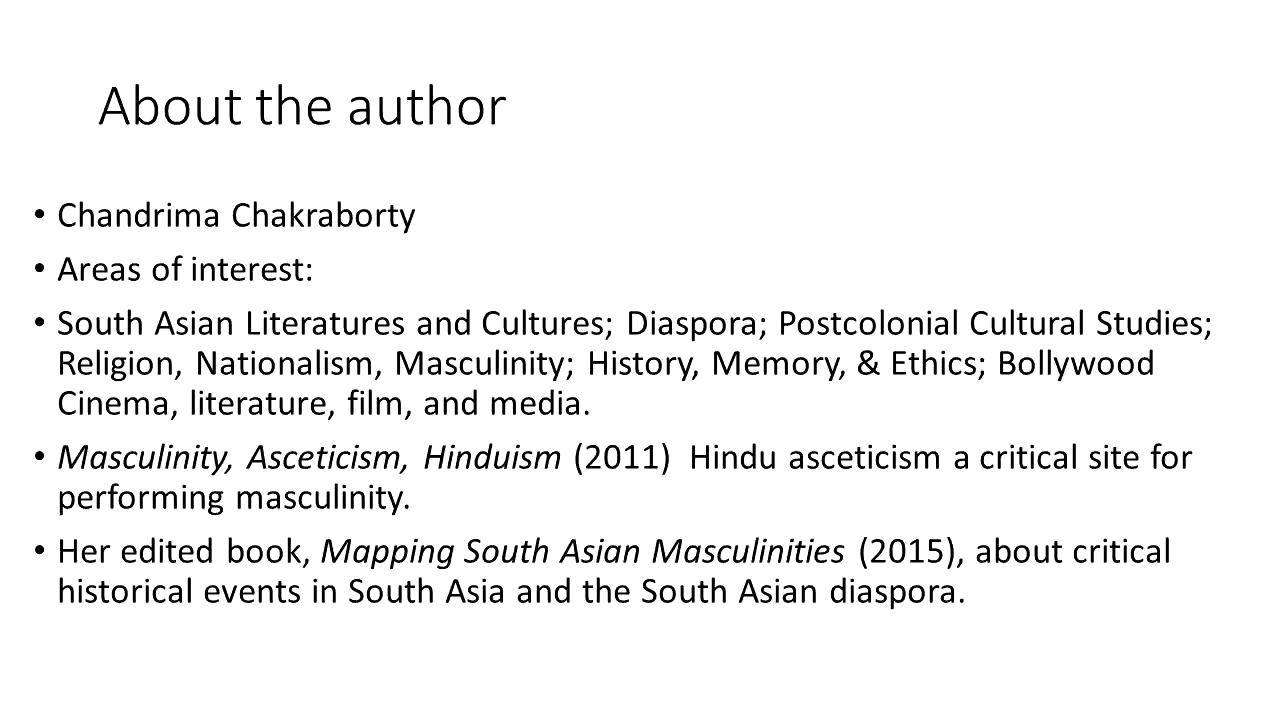 About the author
• Chandrima Chakraborty
• Areas of interest:
• South Asian Literatures and Cultures; Diaspora; Postcolonial Cultural Studies;
Religion, Nationalism, Masculinity; History, Memory, & Ethics; Bollywood
Cinema, literature, film, and media.
• Masculinity, Asceticism, Hinduism (2011)  Hindu asceticism a critical site for
performing masculinity.
• Her edited book, Mapping South Asian Masculinities (2015), about critical
historical events in South Asia and the South Asian diaspora.